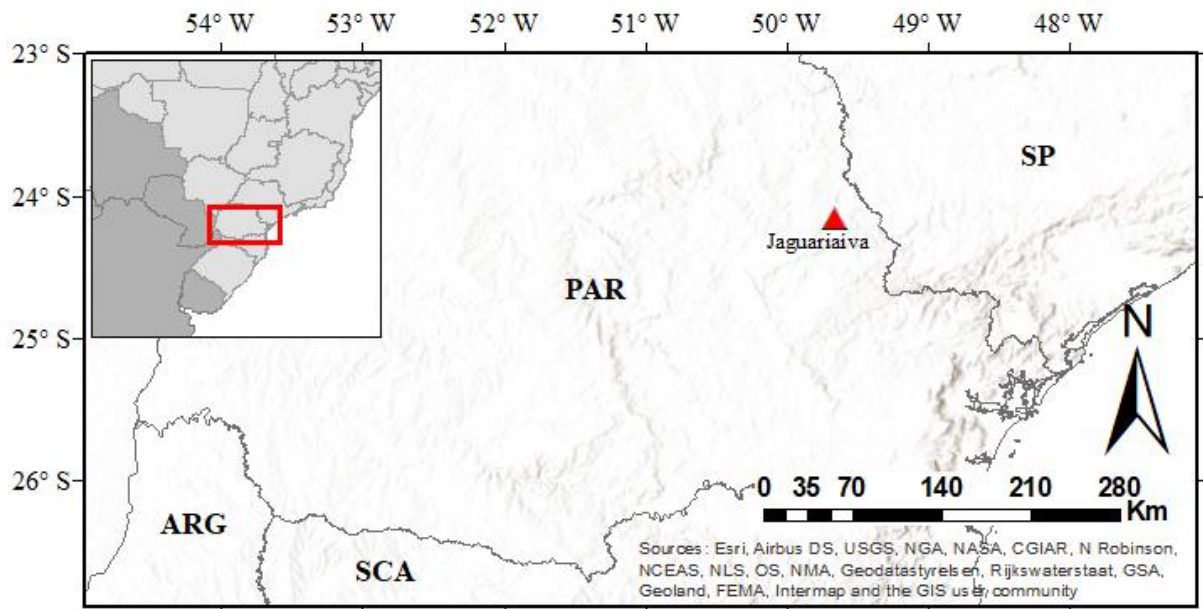 54° W 53° W 52° W 51° W 50° W 49° W 48° W
23° S
24° S
25° S
26° S
SP
Jaguariaiva
PAR
N
0 35 70 140 210 280
Km
ARG
SCA
Sources: Esri, Airbus DS, USGS, NGA, NASA, CGIAR, N Robinson,
NCEAS, NLS, OS, NMA, Geodatastyrelsen, Rijkswaterstaat, GSA,
Geoland, FEMA, Intermap and the GIS user community